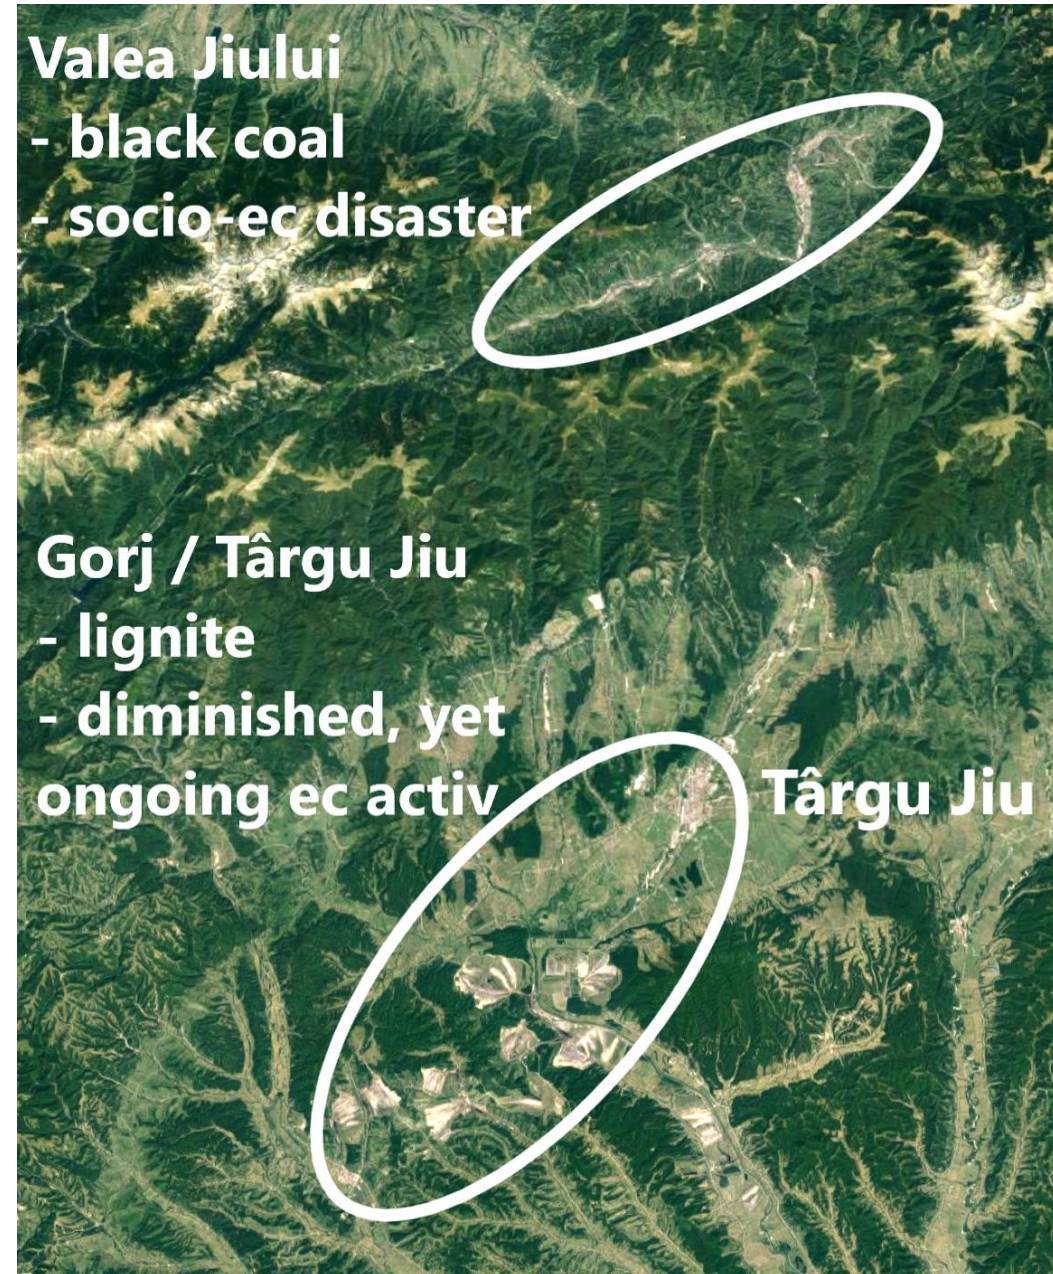 Valea Jiului
- black coal
- socio-ec disaster
Gorj / Târgu Jiu
- lignite
- diminished, yet
ongoing ec activ
Târgu Jiu